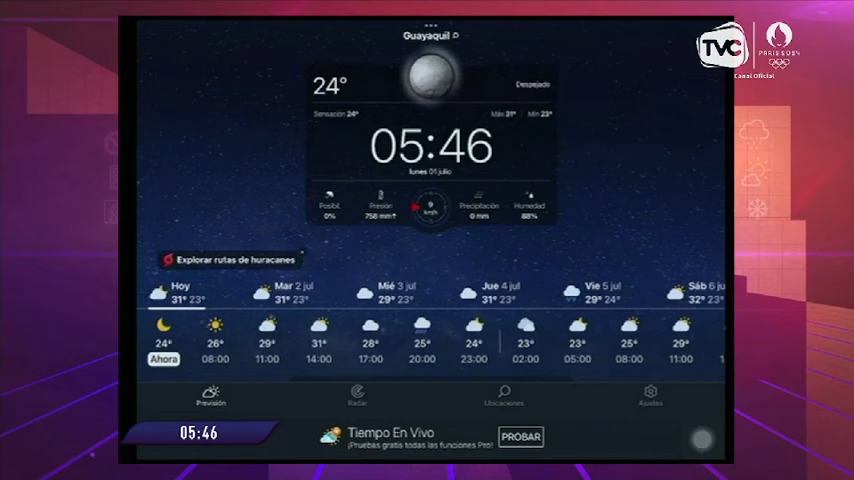 Guayaquil
TVC
PARIS 2024
Canal Oficial
24°
Despejado
Sensación 24°
Máx 31° Mín 23°
05:46
lunes 01 julio
Posibil. Presión 9 Precipitación Humedad
0% 758 mm↑ km/h 0 mm 88%
Explorar rutas de huracanes
Hoy Mar 2 jul Mié 3 jul Jue 4 jul Vie 5 jul Sáb 6 ju
31° 23° 31° 23° 29° 23° 31° 23° 29° 24° 32° 23°
24° 26° 29° 31° 28° 25° 24° 23° 23° 25° 29°
Ahora 08:00 11:00 14:00 17:00 20:00 23:00 02:00 05:00 08:00 11:00
Previsión Radar Ubicaciones Ajustes
05:46
Tiempo En Vivo
¡Pruebas gratis todas las funciones Pro!
PROBAR